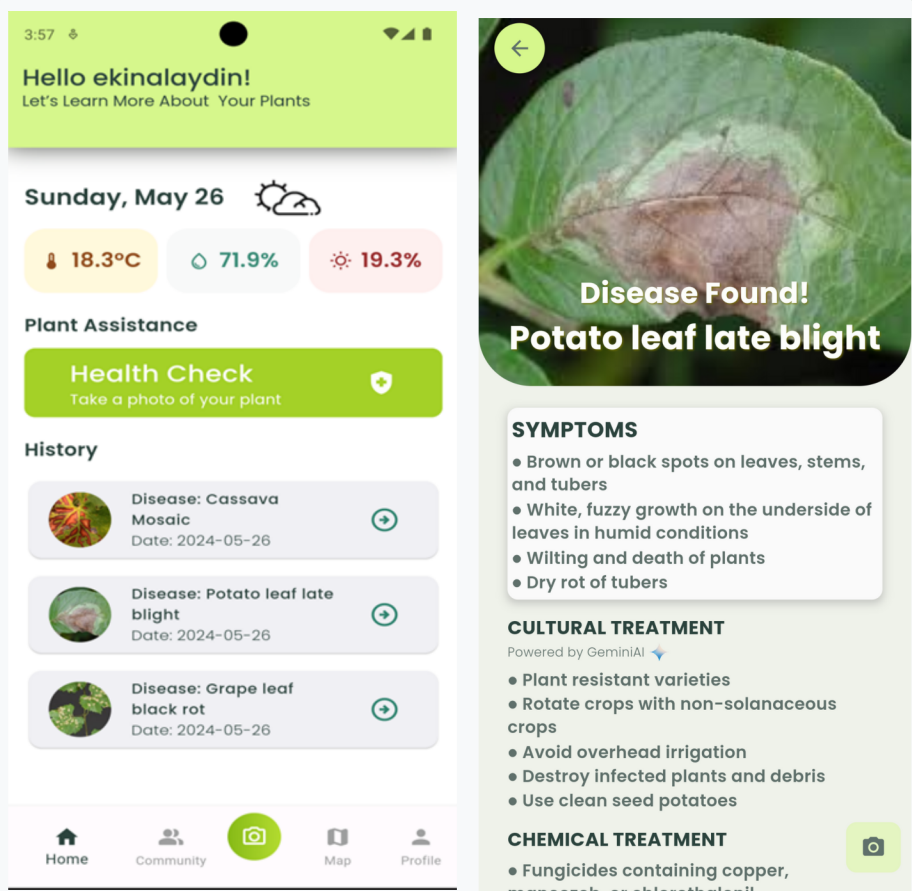 3:57
Hello ekinalaydin!
Let's Learn More About Your Plants
Sunday, May 26
18.3°C
71.9%
19.3%
Plant Assistance
Health Check
Take a photo of your plant
History
Disease: Cassava
Mosaic
Date: 2024-05-26
Disease: Potato leaf late
blight
Date: 2024-05-26
Disease: Grape leaf
black rot
Date: 2024-05-26
Home
Community
Map
Profile
Disease Found!
Potato leaf late blight
SYMPTOMS
● Brown or black spots on leaves, stems,
and tubers
● White, fuzzy growth on the underside of
leaves in humid conditions
● Wilting and death of plants
● Dry rot of tubers
CULTURAL TREATMENT
Powered by GeminiAI
● Plant resistant varieties
● Rotate crops with non-solanaceous
crops
● Avoid overhead irrigation
● Destroy infected plants and debris
● Use clean seed potatoes
CHEMICAL TREATMENT
● Fungicides containing copper,